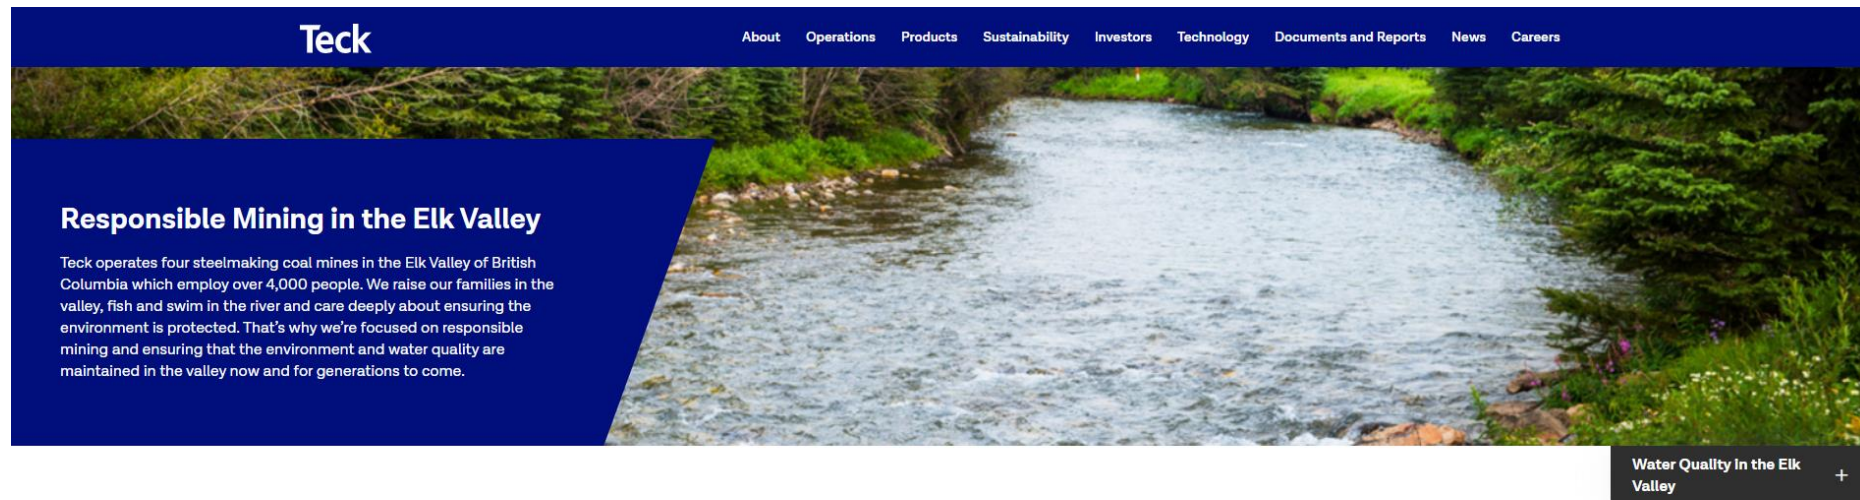 Teck
About Operations Products Sustainability Investors Technology Documents and Reports News Careers
Responsible Mining in the Elk Valley
Teck operates four steelmaking coal mines in the Elk Valley of British
Columbia which employ over 4,000 people. We raise our families in the
valley, fish and swim in the river and care deeply about ensuring the
environment is protected. That's why we're focused on responsible
mining and ensuring that the environment and water quality are
maintained in the valley now and for generations to come.
Water Quality in the Elk
Valley +